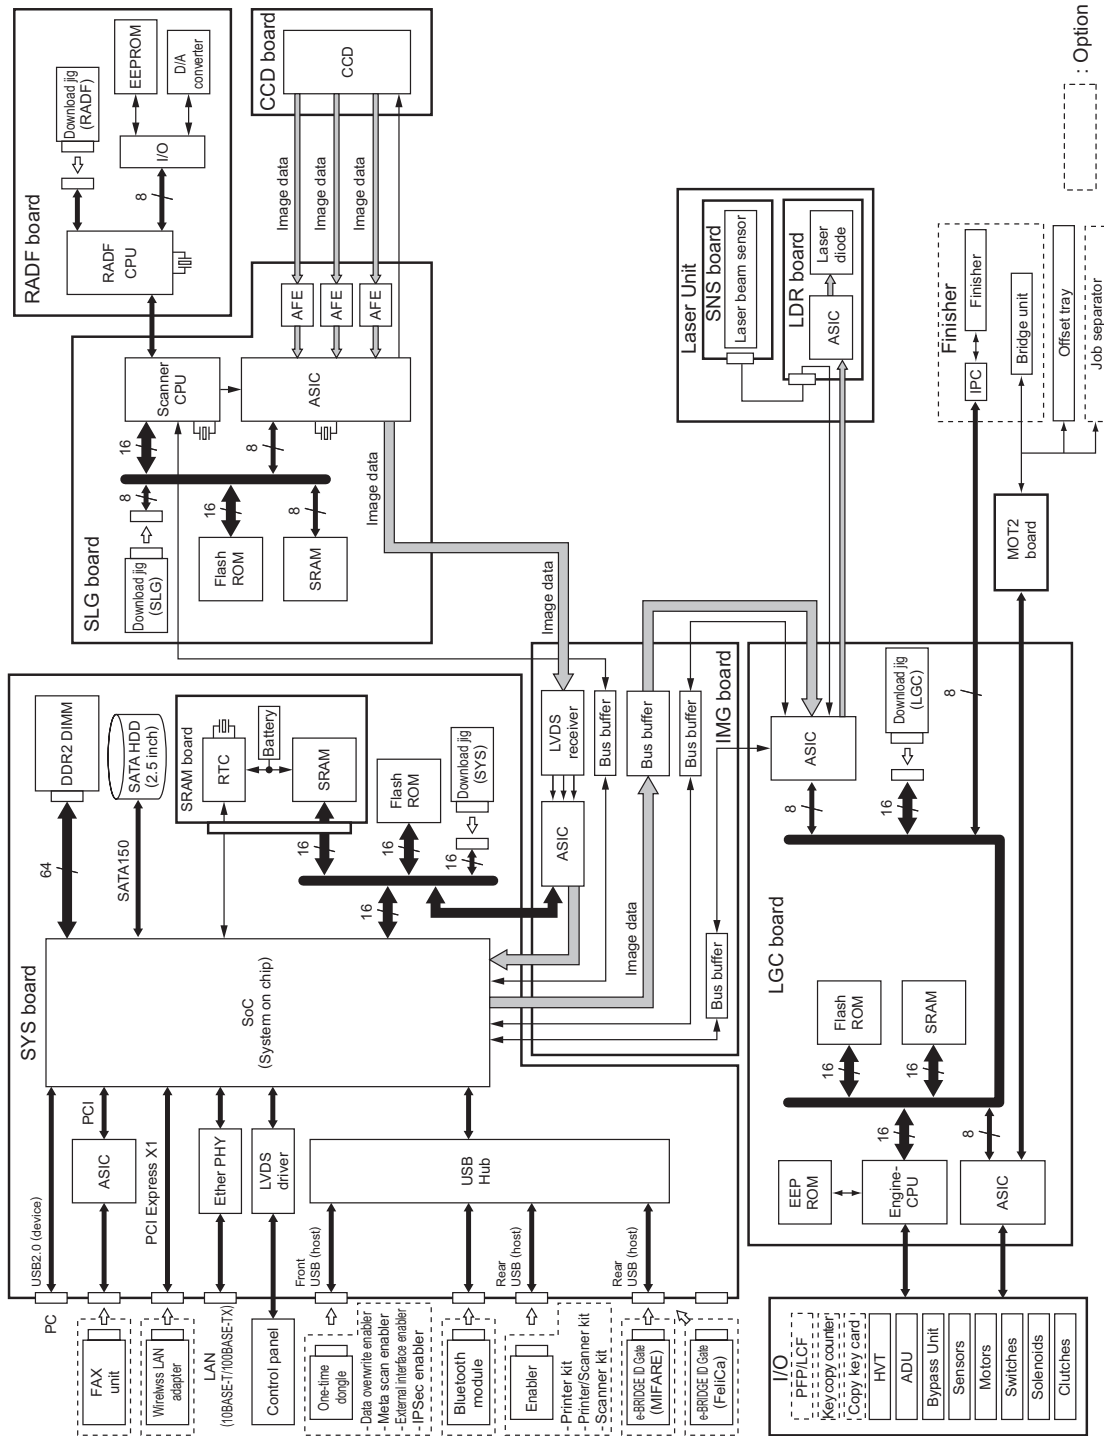 RADF board
Download jig
(RADF)
EEPROM
D/A
converter
I/O
8
RADF
CPU
CCD board
CCD
Image data
Image data
Image data
SLG board
AFE
AFE
AFE
Scanner
CPU
ASIC
16
8
8
16
8
Download jig
(SLG)
Flash
ROM
SRAM
Image data
Image data
SYS board
DDR2 DIMM
SATA HDD
(2.5 inch)
64
SATA150
SRAM board
RTC
Battery
SRAM
16
Flash
ROM
16
Download jig
(SYS)
16
16
SoC
(System on chip)
PCI
ASIC
PCI Express X1
USB2.0 (device)
Ether PHY
LVDS
driver
USB
Hub
Front
USB (host)
Rear
USB (host)
Rear
USB (host)
IMG board
LVDS
receiver
ASIC
Bus buffer
Bus buffer
Bus buffer
Bus buffer
Image data
Laser Unit
SNS board
Laser beam sensor
LDR board
Laser
diode
ASIC
LGC board
ASIC
8
Download jig
(LGC)
16
8
Flash
ROM
16
SRAM
16
16
8
EEP
ROM
Engine-
CPU
ASIC
MOT2
board
Finisher
IPC
Finisher
Bridge unit
Offset tray
Job separator
: Option
PC
FAX
unit
Wirelwss LAN
adapter
LAN
(10BASE-T/100BASE-TX)
Control panel
One-time
dongle
- Data overwrite enabler
- Meta scan enabler
- External interface enabler
- IPSec enabler
Bluetooth
module
Enabler
- Printer kit
- Printer/Scanner kit
- Scanner kit
e-BRIDGE ID Gate
(MIFARE)
e-BRIDGE ID Gate
(FeliCa)
I/O
PFP/LCF
Key copy counter
Copy key card
HVT
ADU
Bypass Unit
Sensors
Motors
Switches
Solenoids
Clutches